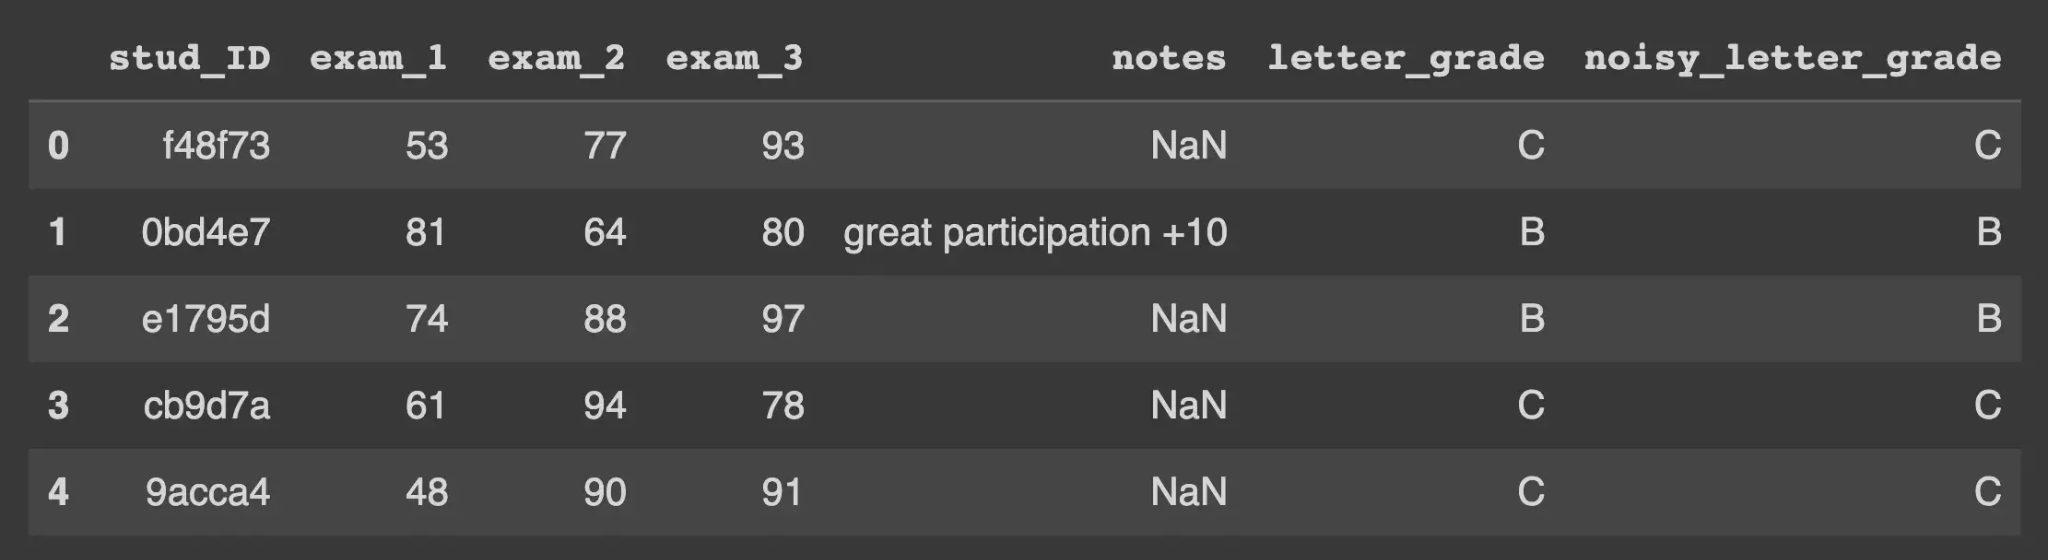 stud_ID exam_1 exam_2 exam_3 notes letter_grade noisy_letter_grade
0 f48f73 53 77 93 NaN C C
1 0bd4e7 81 64 80 great participation +10 B B
2 e1795d 74 88 97 NaN B B
3 cb9d7a 61 94 78 NaN C C
4 9acca4 48 90 91 NaN C C